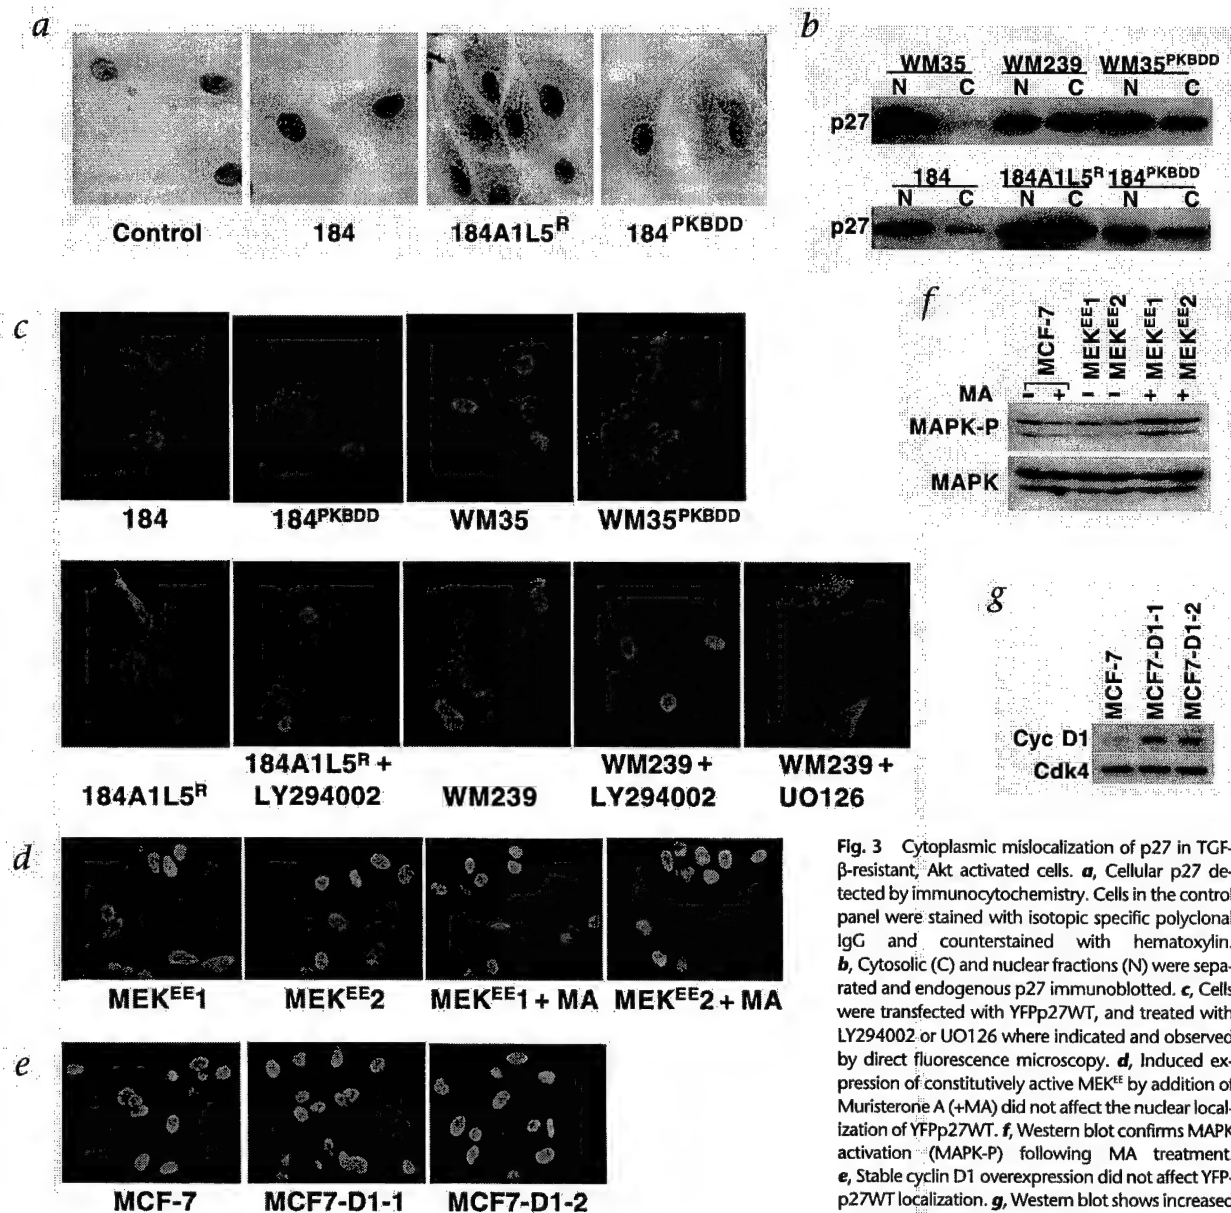 a
Control
184
184A1L5R
184PKBDD
b
WM35 WM239 WM35PKBDD
N C N C N C
p27
184 184A1L5R 184PKBDD
N C N C N C
p27
c
184
184PKBDD
WM35
WM35PKBDD
184A1L5R
184A1L5R +
LY294002
WM239
WM239 +
LY294002
WM239 +
UO126
d
MEKEE1
MEKEE2
MEKEE1 + MA
MEKEE2 + MA
e
MCF-7
MCF7-D1-1
MCF7-D1-2
f
MCF-7
MEKEE1
MEKEE2
MEKEE1
MEKEE2
MA - + - - + +
MAPK-P
MAPK
g
MCF-7
MCF7-D1-1
MCF7-D1-2
Cyc D1
Cdk4
Fig. 3 Cytoplasmic mislocalization of p27 in TGF-
β-resistant, Akt activated cells. a, Cellular p27 de-
tected by immunocytochemistry. Cells in the control
panel were stained with isotopic specific polyclonal
IgG and counterstained with hematoxylin.
b, Cytosolic (C) and nuclear fractions (N) were sepa-
rated and endogenous p27 immunoblotted. c, Cells
were transfected with YFPp27WT, and treated with
LY294002 or UO126 where indicated and observed
by direct fluorescence microscopy. d, Induced ex-
pression of constitutively active MEKEE by addition of
Muristerone A (+MA) did not affect the nuclear local-
ization of YFPp27WT. f, Western blot confirms MAPK
activation (MAPK-P) following MA treatment.
e, Stable cyclin D1 overexpression did not affect YFP-
p27WT localization. g, Western blot shows increased